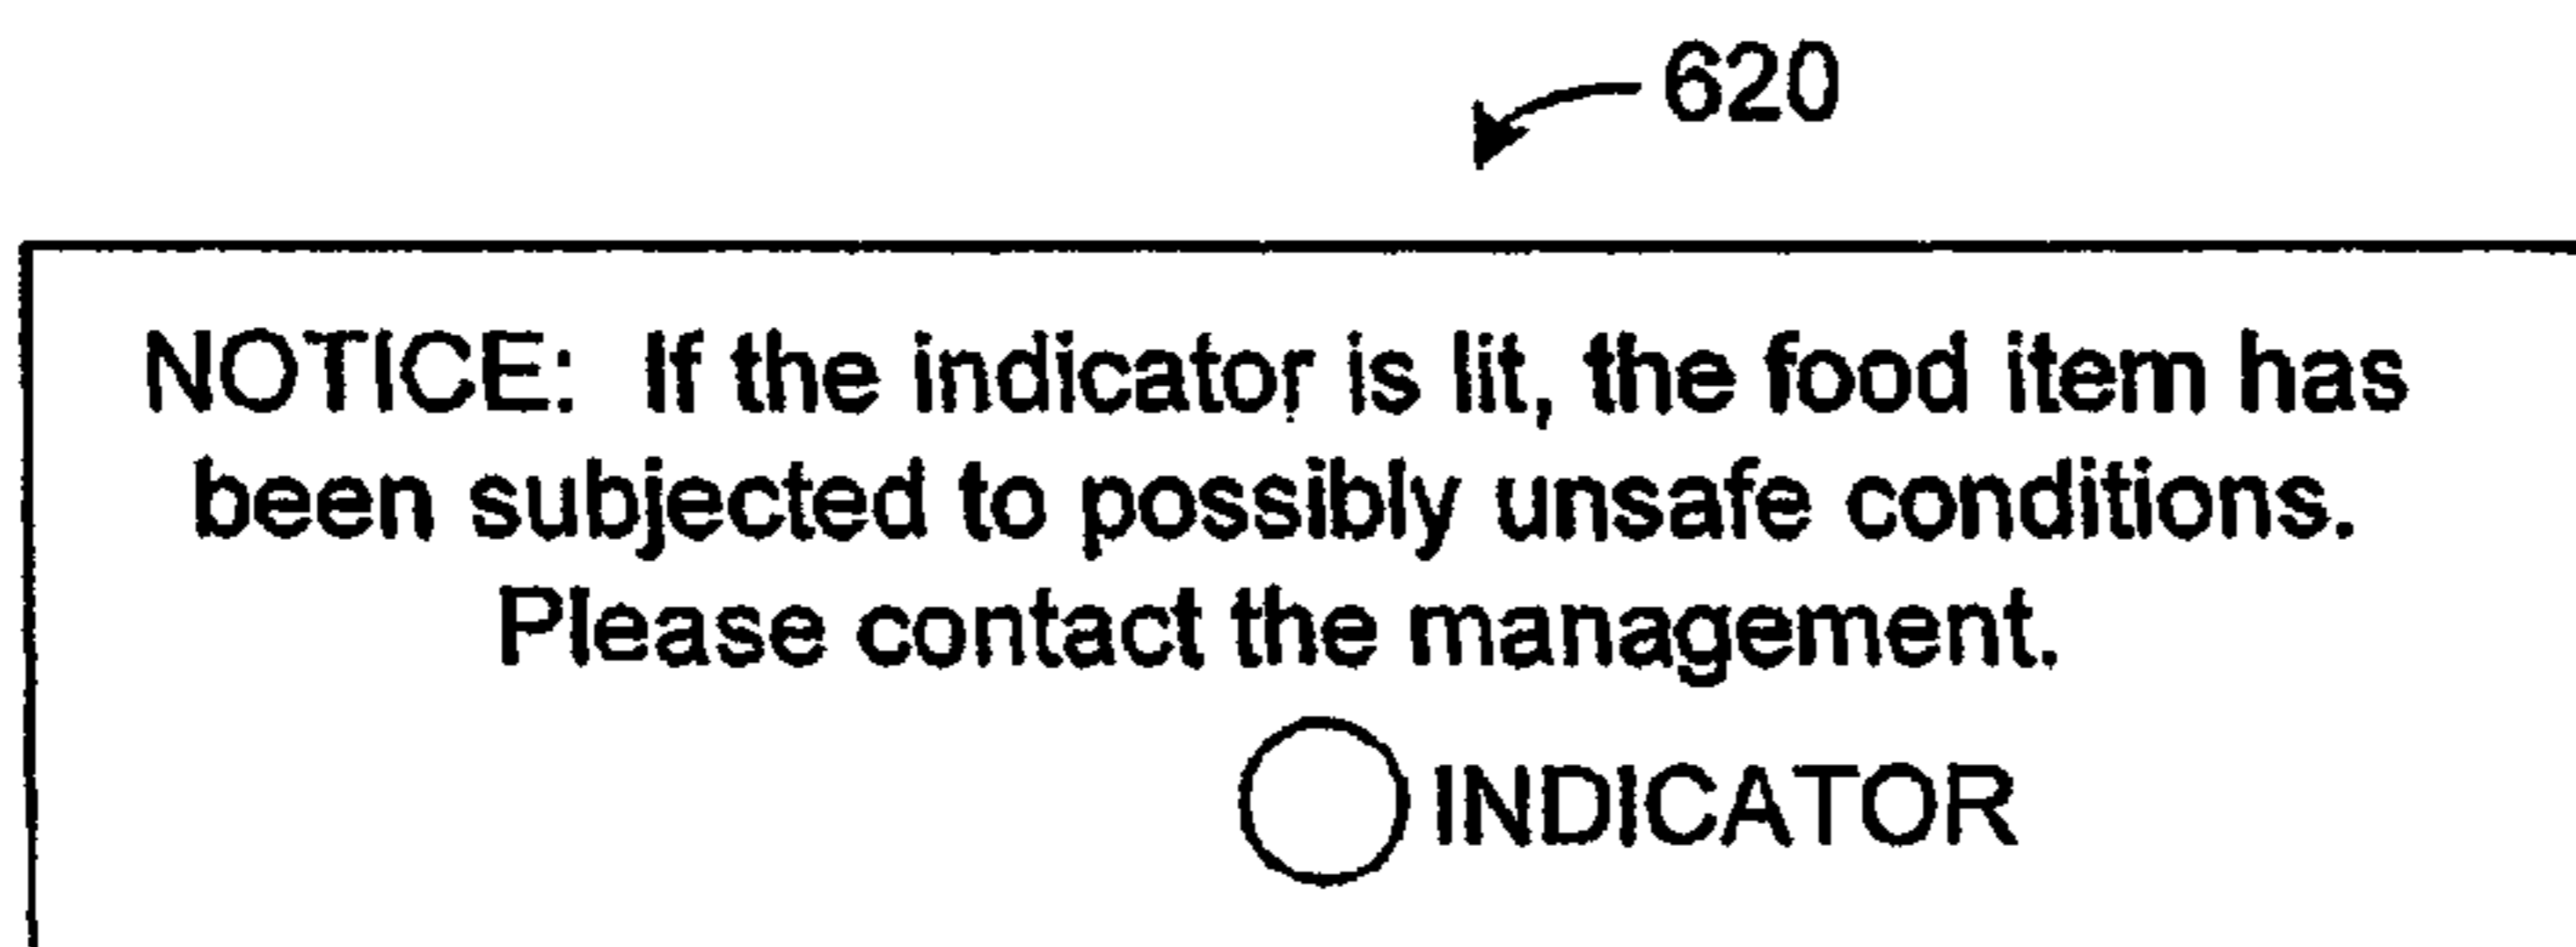 620
NOTICE: If the indicator is lit, the food item has
been subjected to possibly unsafe conditions.
Please contact the management.
INDICATOR